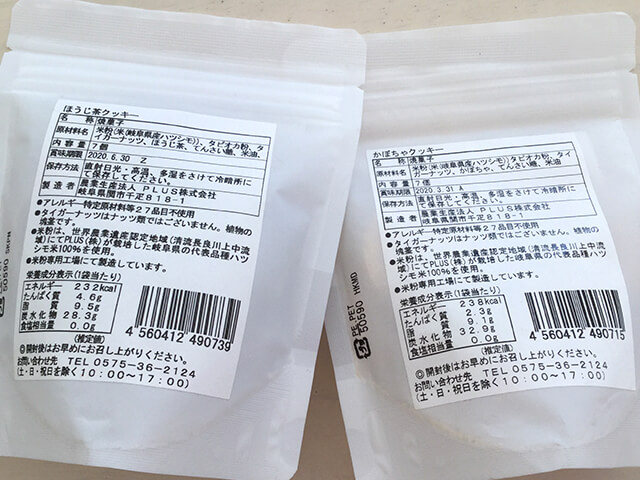 ほうじ茶クッキー
名 称 焼菓子
原材料名 米粉(米(岐阜県産ハツシモ))、タピオカ粉、タイガーナッツ、ほうじ茶、てんさい糖、米油
内 容 量 7個
賞味期限 2020.6.30 Z
保存方法 直射日光・高温、多湿をさけて冷暗所にて保存してください。
製 造 者 農業生産法人 PLUS株式会社
岐阜県関市千疋818-1
●アレルギー特定原材料等27品目不使用
●タイガーナッツはナッツ類ではございません。植物の塊茎です。
●米粉は、世界農業遺産認定地域(清流長良川上中流域)にてPLUS(株)が栽培した岐阜県の代表品種ハツシモ米100%を使用。
●米粉専用工場にて製造しています。
栄養成分表示(1袋当たり)
エネルギー 232kcal
たんぱく質 4.6g
脂 質 9.5g
炭水化物 28.3g
食塩相当量 0.0g
(推定値)
4 560412 490739
◎開封後はお早めにお召し上がりください。
お問い合わせ先 TEL 0575-36-2124
(土・日・祝日を除く10:00~17:00)
50590 SKPM
かぼちゃクッキー
名 称 焼菓子
原材料名 米粉(米(岐阜県産ハツシモ))、タピオカ粉、タイガーナッツ、かぼちゃ、てんさい糖、米油
内 容 量 7個
賞味期限 2020.3.31 A
保存方法 直射日光・高温、多湿をさけて冷暗所にて保存してください。
製 造 者 農業生産法人 PLUS株式会社
岐阜県関市千疋818-1
●アレルギー特定原材料等27品目不使用
●タイガーナッツはナッツ類ではございません。植物の塊茎です。
●米粉は、世界農業遺産認定地域(清流長良川上中流域)にてPLUS(株)が栽培した岐阜県の代表品種ハツシモ米100%を使用。
●米粉専用工場にて製造しています。
栄養成分表示(1袋当たり)
エネルギー 238kcal
たんぱく質 2.3g
脂 質 9.1g
炭水化物 32.9g
食塩相当量 0.0g
(推定値)
4 560412 490715
◎開封後はお早めにお召し上がりください。
お問い合わせ先 TEL 0575-36-2124
(土・日・祝日を除く10:00~17:00)
プラ PE, PET
50590